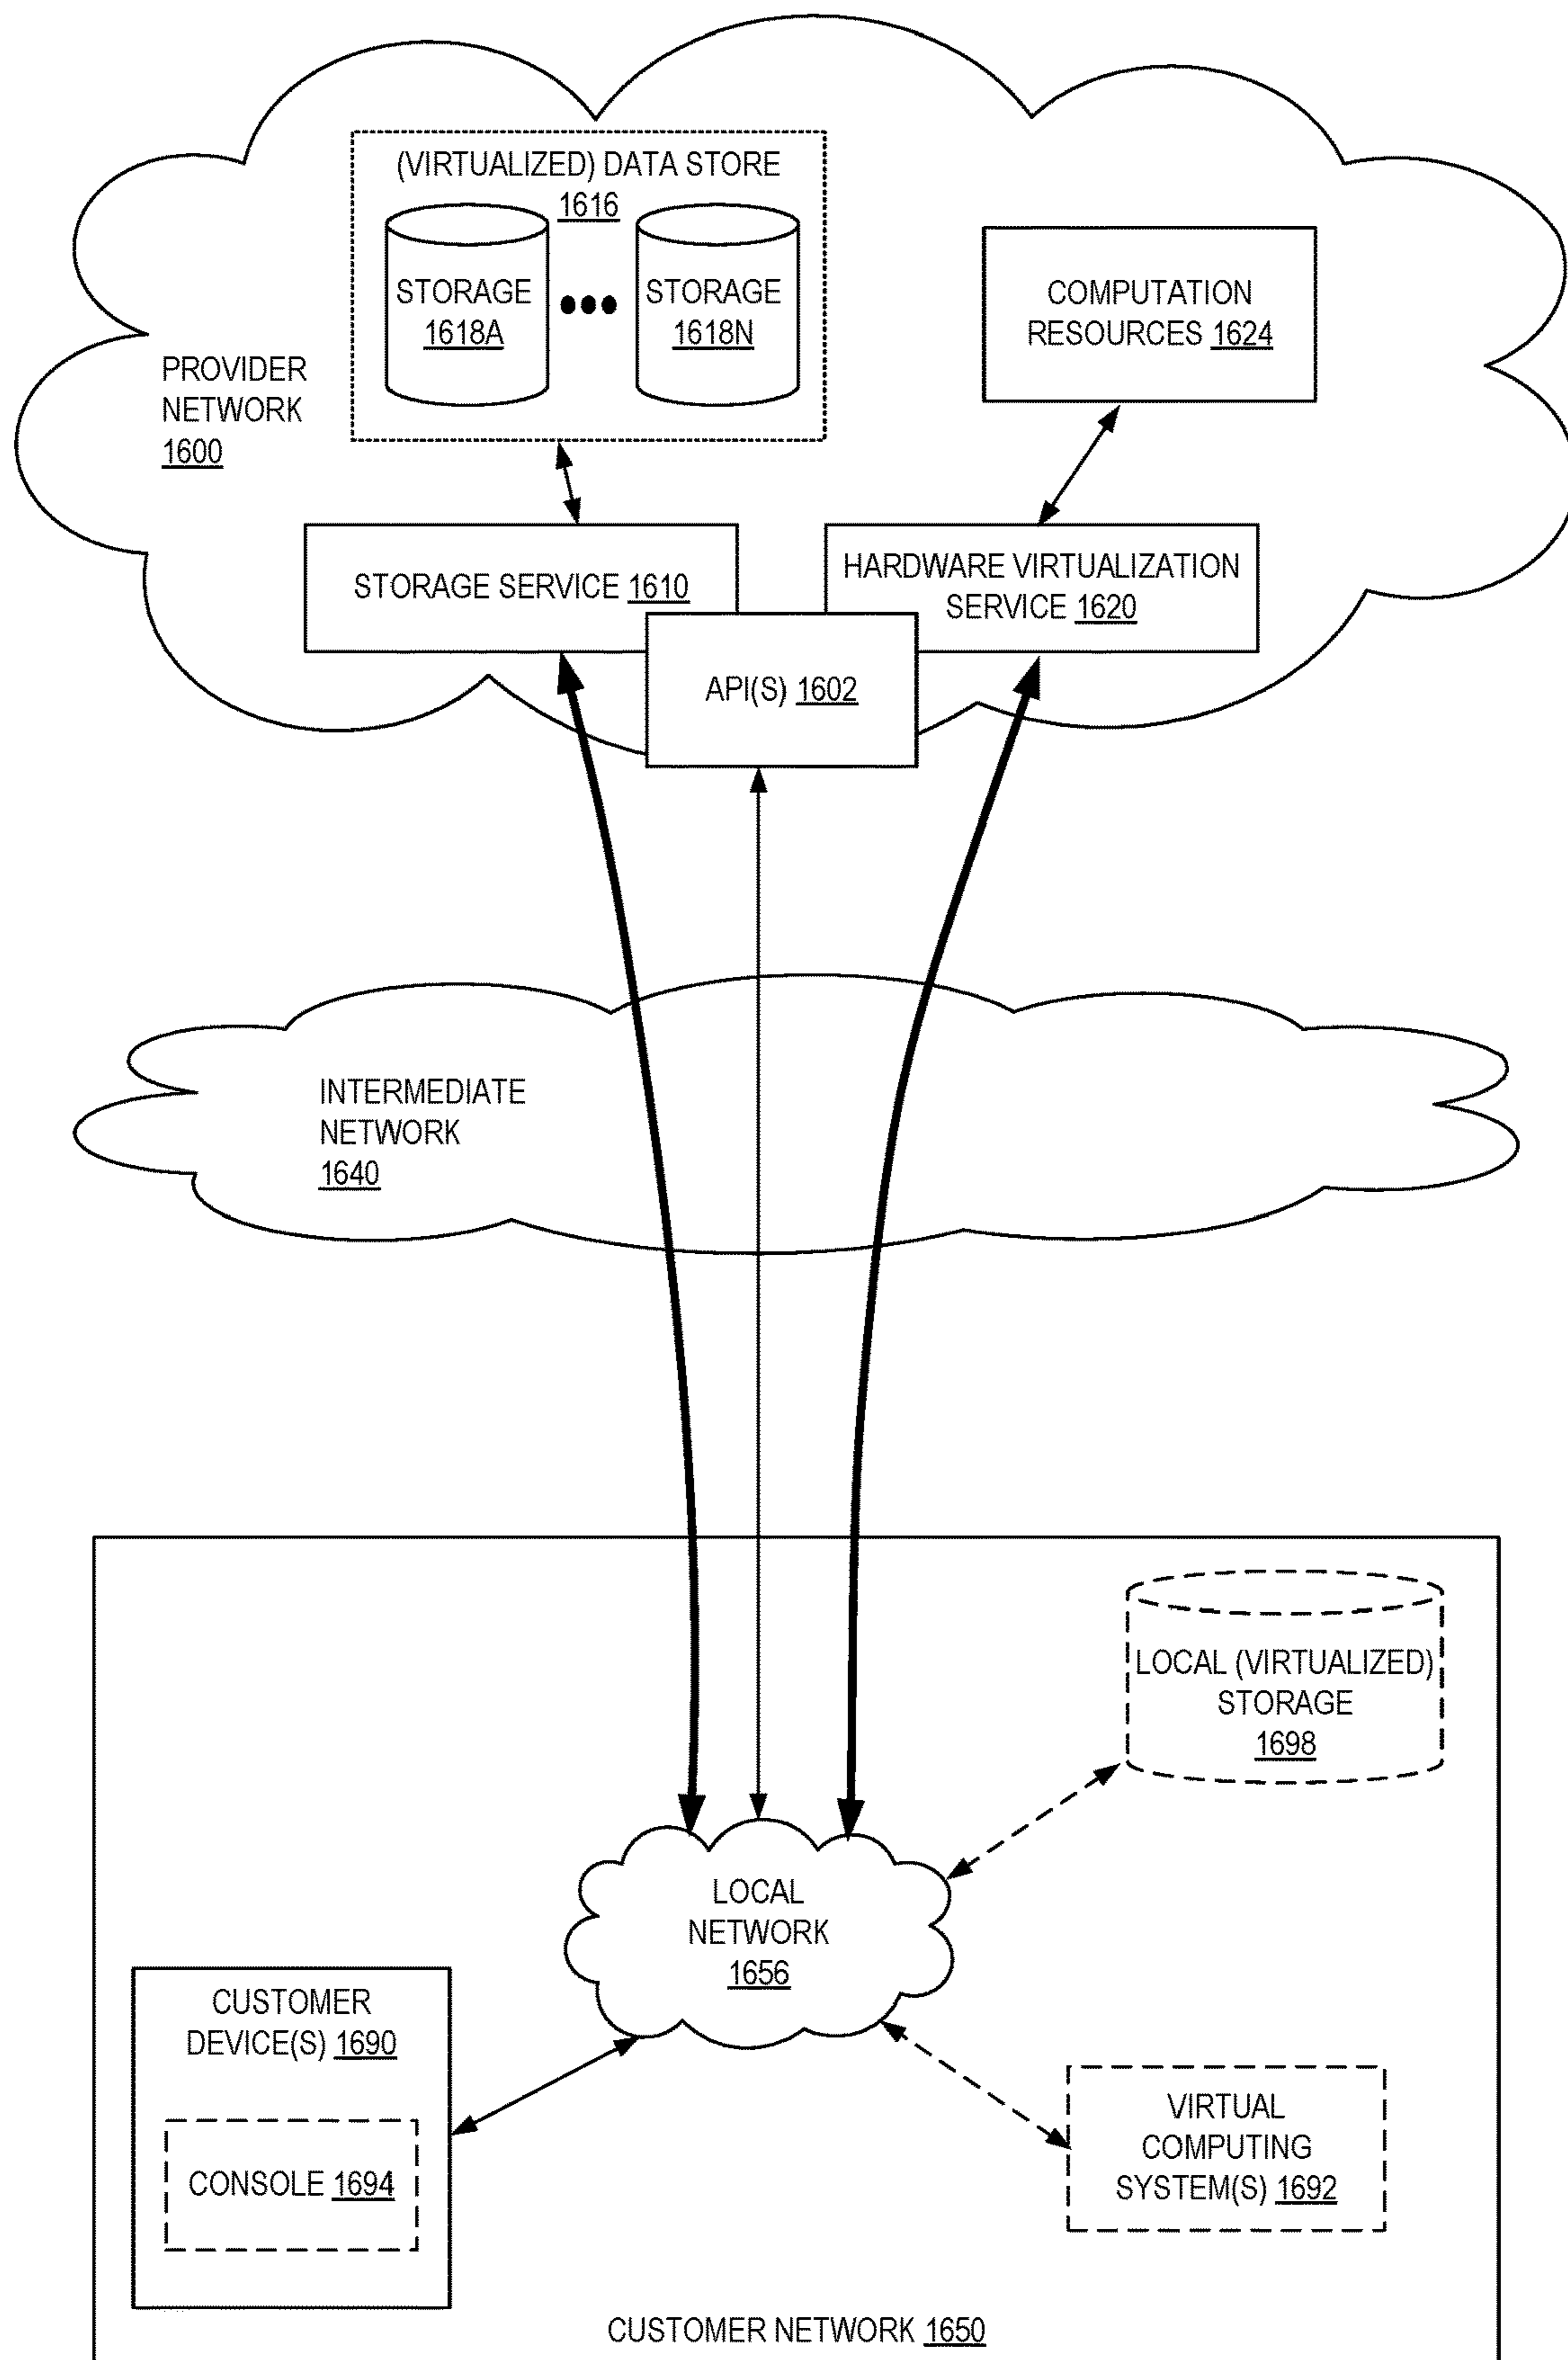 (VIRTUALIZED) DATA STORE
1616
STORAGE
1618A
STORAGE
1618N
COMPUTATION
RESOURCES 1624
PROVIDER
NETWORK
1600
STORAGE SERVICE 1610
HARDWARE VIRTUALIZATION
SERVICE 1620
API(S) 1602
INTERMEDIATE
NETWORK
1640
LOCAL (VIRTUALIZED)
STORAGE
1698
LOCAL
NETWORK
1656
CUSTOMER
DEVICE(S) 1690
CONSOLE 1694
VIRTUAL
COMPUTING
SYSTEM(S) 1692
CUSTOMER NETWORK 1650